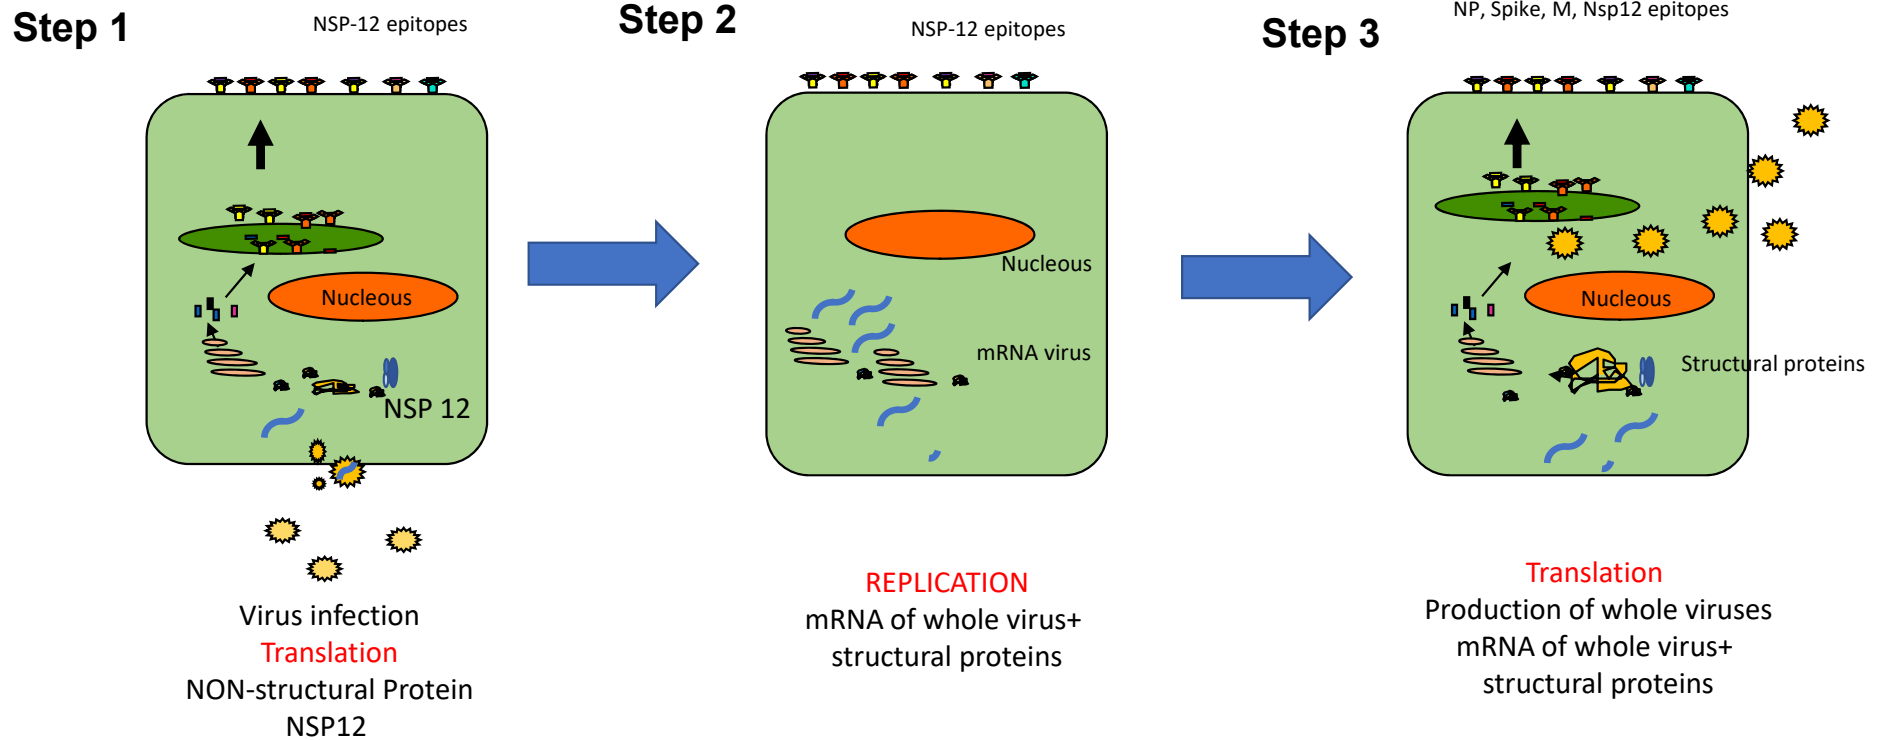 Step 1
NSP-12 epitopes
Nucleous
NSP 12
Virus infection
Translation
NON-structural Protein
NSP12
Step 2
NSP-12 epitopes
Nucleous
mRNA virus
REPLICATION
mRNA of whole virus+
structural proteins
Step 3
NP, Spike, M, Nsp12 epitopes
Nucleous
Structural proteins
Translation
Production of whole viruses
mRNA of whole virus+
structural proteins